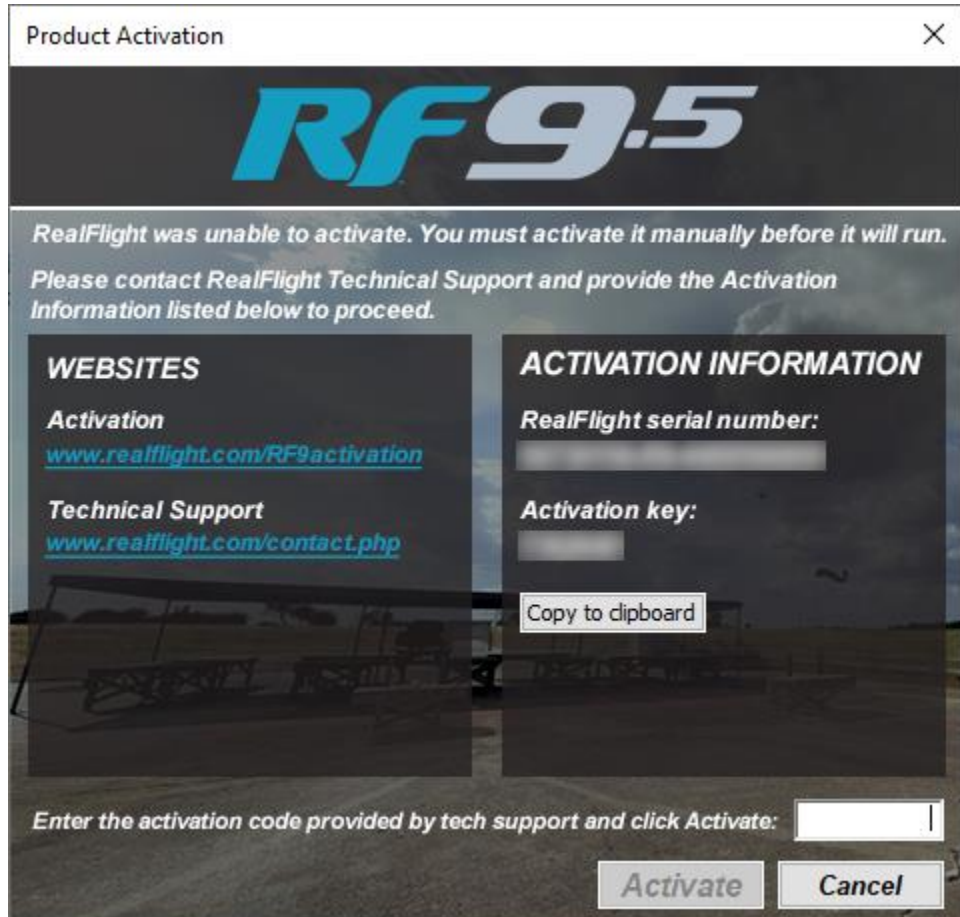 Product Activation
RF9.5
RealFlight was unable to activate. You must activate it manually before it will run.
Please contact RealFlight Technical Support and provide the Activation
Information listed below to proceed.
WEBSITES
Activation
www.realflight.com/RF9activation
Technical Support
www.realflight.com/contact.php
ACTIVATION INFORMATION
RealFlight serial number:
Activation key:
Copy to clipboard
Enter the activation code provided by tech support and click Activate:
Activate
Cancel